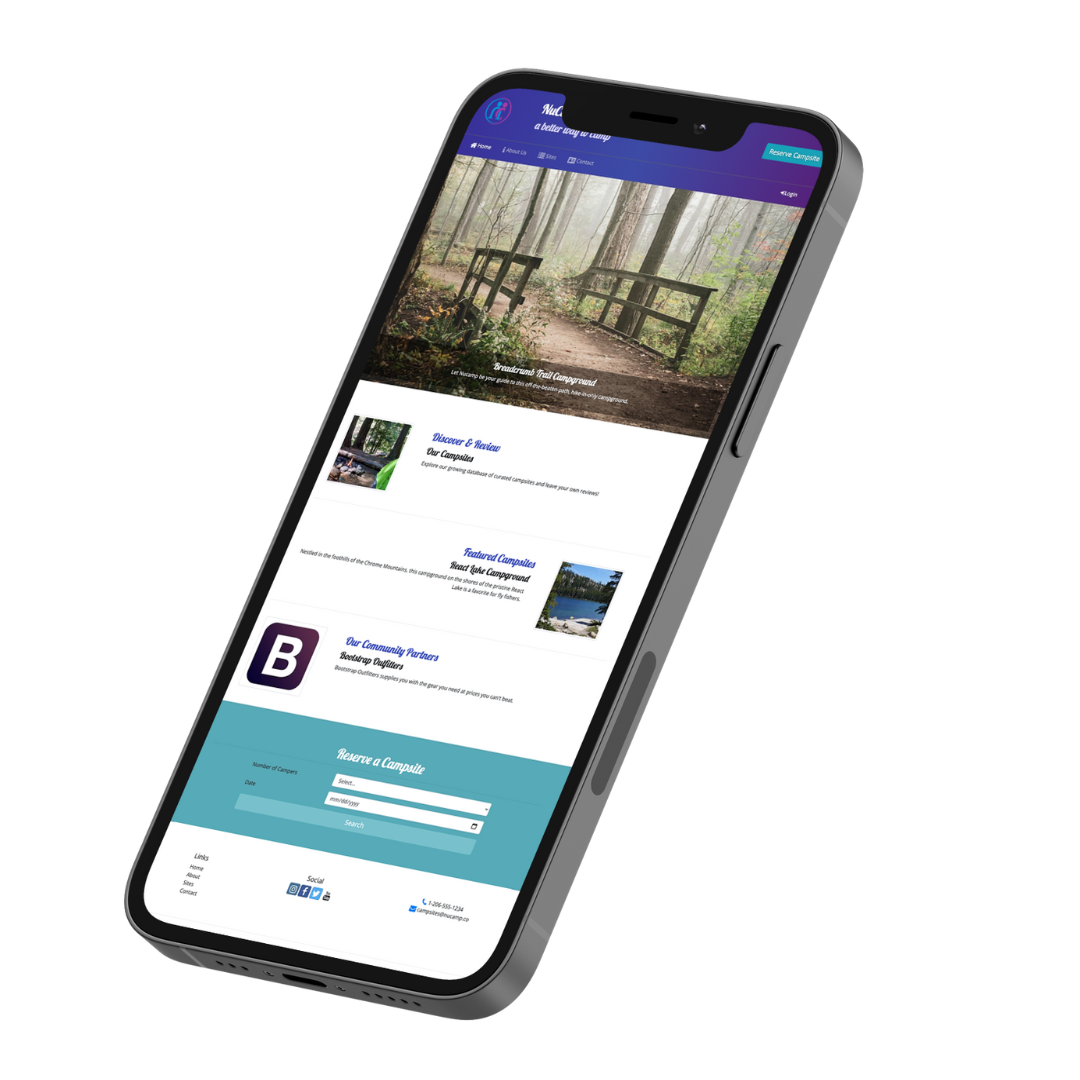 NuC
a better way to camp
Reserve Campsite
Home
About Us
Sites
Contact
Login
Breadcrumb Trail Campground
Let Nucamp be your guide to this off-the-beaten-path, hike-in-only campground.
Discover & Review
Our Campsites
Explore our growing database of curated campsites and leave your own reviews!
Featured Campsites
React Lake Campground
Nestled in the foothills of the Chrome Mountains, this campground on the shores of the pristine React
Lake is a favorite for fly fishers.
B
Our Community Partners
Bootstrap Outfitters
Bootstrap Outfitters supplies you with the gear you need at prices you can't beat.
Reserve a Campsite
Number of Campers
Select...
Date
mm/dd/yyyy
Search
Links
Home
About
Sites
Contact
Social
You
Tube
1-206-555-1234
campsites@nucamp.co